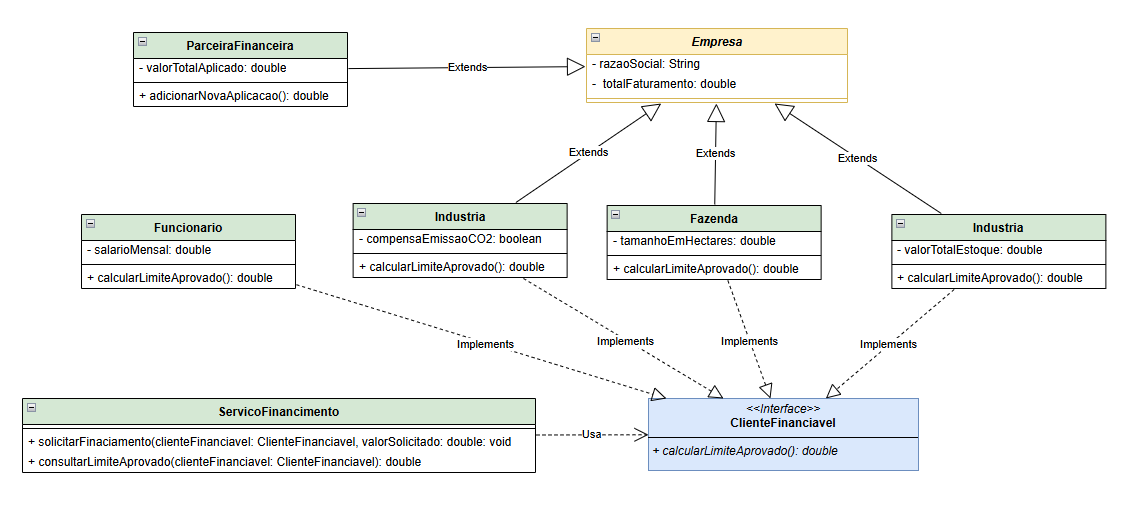 ParceiraFinanceira
- valorTotalAplicado: double
+ adicionarNovaAplicacao(): double
Extends
Empresa
- razaoSocial: String
- totalFaturamento: double
Extends
Extends
Extends
Funcionario
- salarioMensal: double
+ calcularLimiteAprovado(): double
Industria
- compensaEmissaoCO2: boolean
+ calcularLimiteAprovado(): double
Fazenda
- tamanhoEmHectares: double
+ calcularLimiteAprovado(): double
Industria
- valorTotalEstoque: double
+ calcularLimiteAprovado(): double
Implements
Implements
Implements
Implements
ServicoFinancimento
+ solicitarFinaciamento(clienteFinanciavel: ClienteFinanciavel, valorSolicitado: double: void
+ consultarLimiteAprovado(clienteFinanciavel: ClienteFinanciavel): double
Usa
<<Interface>>
ClienteFinanciavel
+ calcularLimiteAprovado(): double